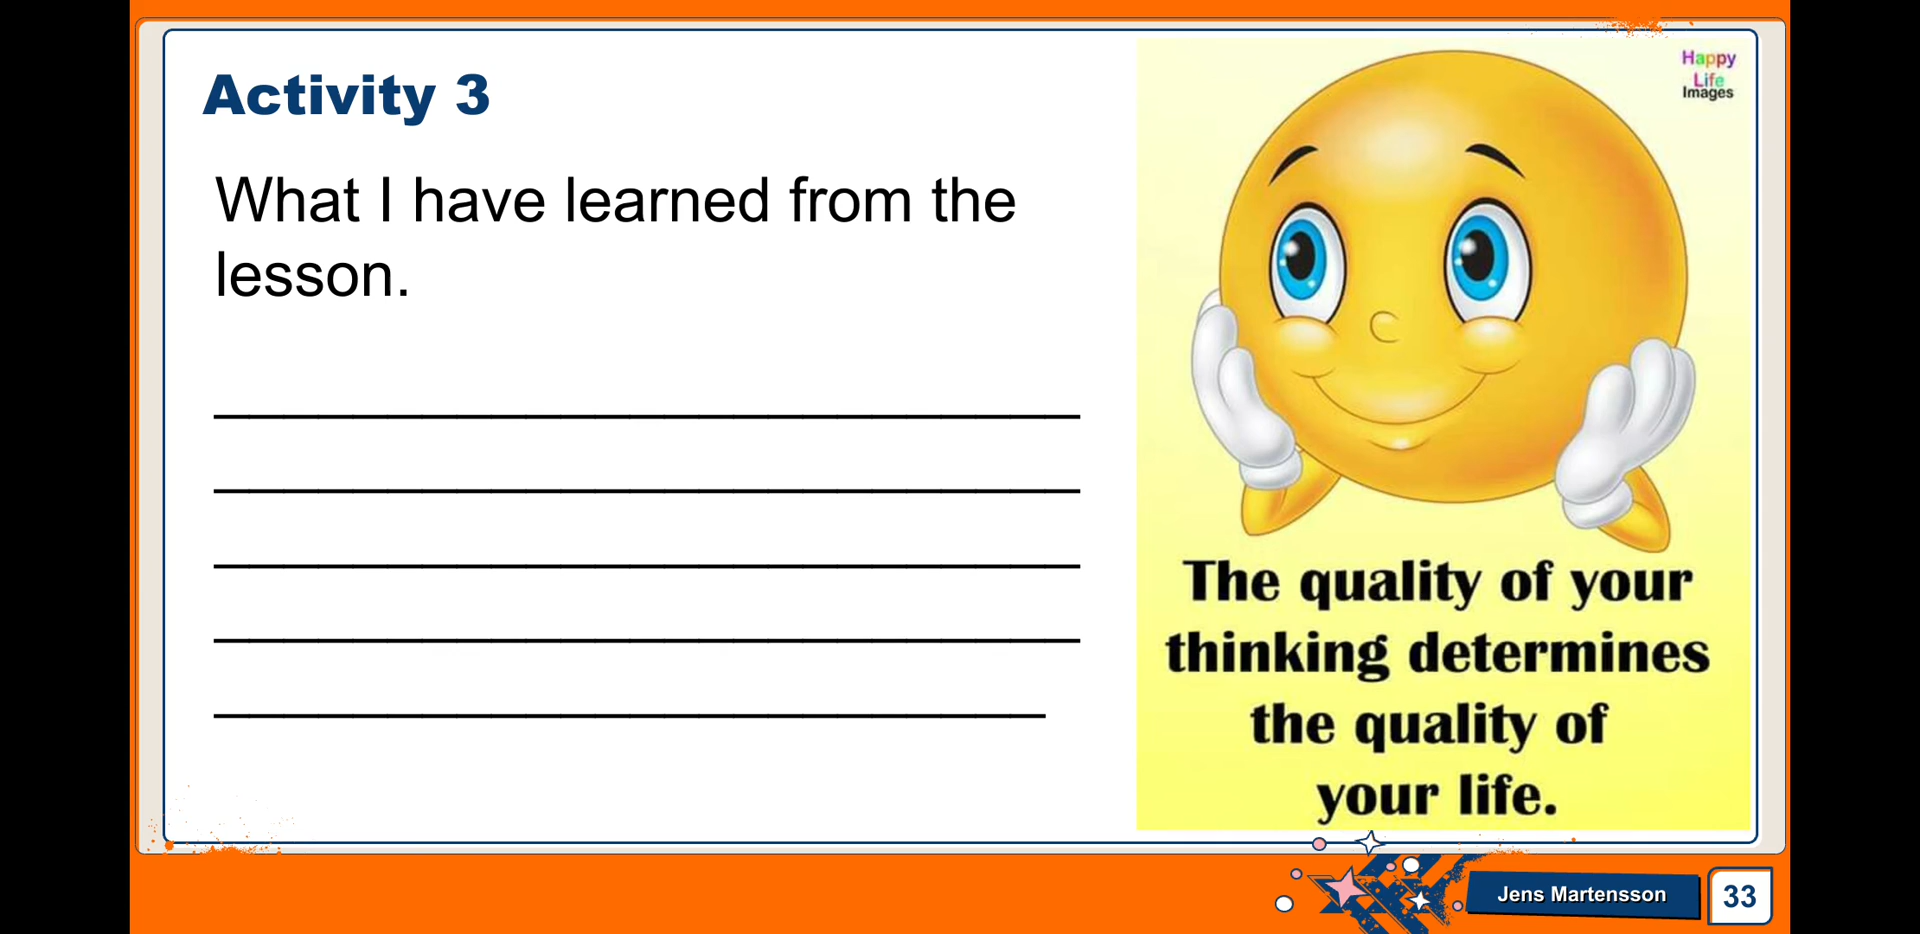 Activity 3
What I have learned from the
lesson.
Happy
Life
Images
The quality of your
thinking determines
the quality of
your life.
Jens Martensson
33